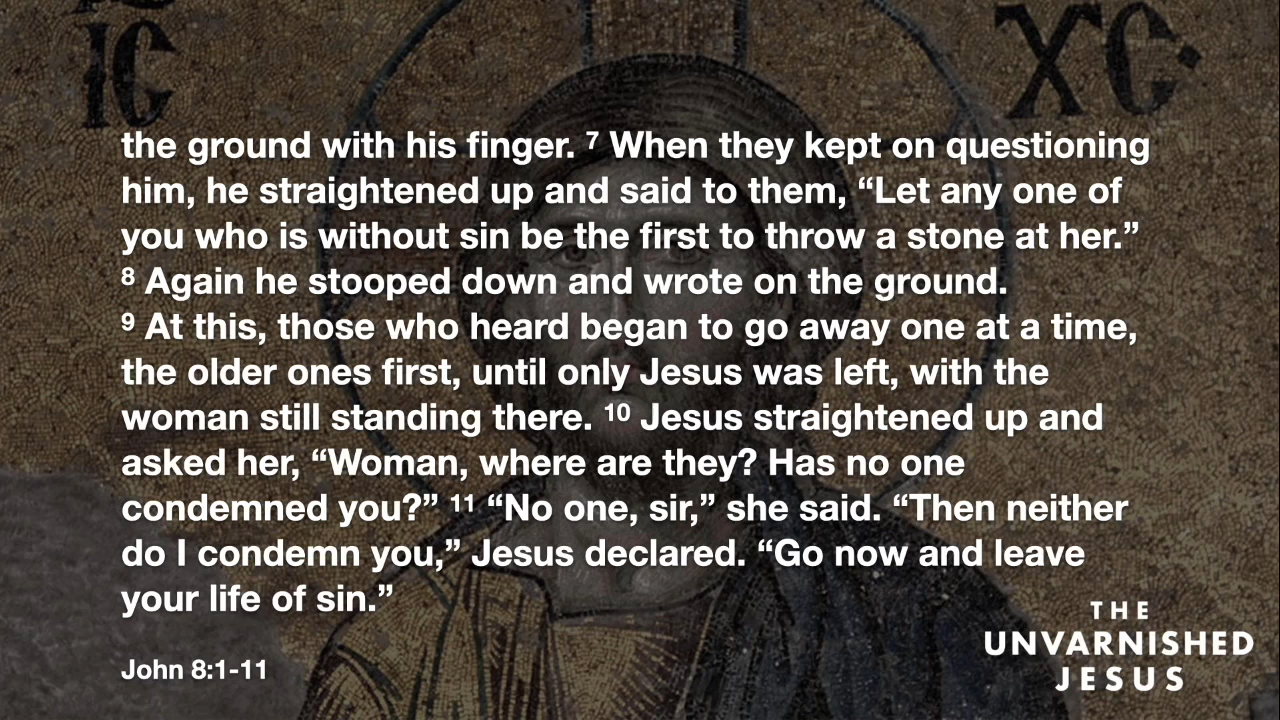 IC
XC
the ground with his finger. ⁷ When they kept on questioning
him, he straightened up and said to them, “Let any one of
you who is without sin be the first to throw a stone at her.”
⁸ Again he stooped down and wrote on the ground.
⁹ At this, those who heard began to go away one at a time,
the older ones first, until only Jesus was left, with the
woman still standing there. ¹⁰ Jesus straightened up and
asked her, “Woman, where are they? Has no one
condemned you?” ¹¹ “No one, sir,” she said. “Then neither
do I condemn you,” Jesus declared. “Go now and leave
your life of sin.”
John 8:1-11
THE
UNVARNISHED
JESUS